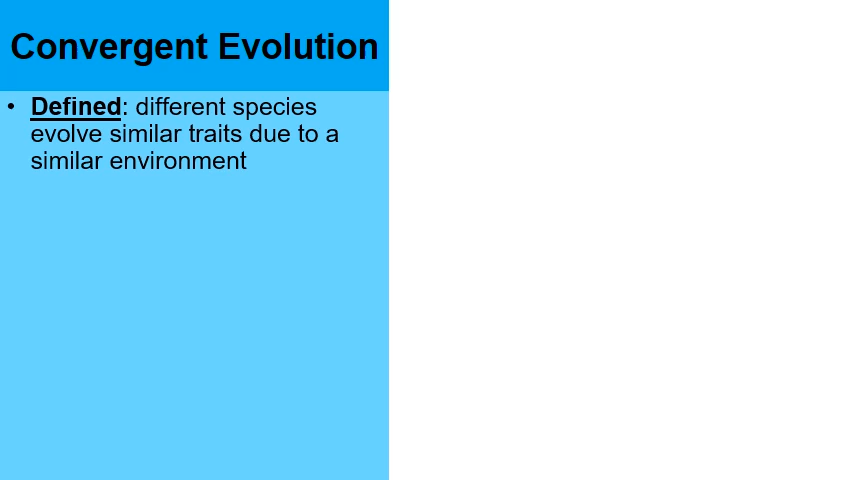 Convergent Evolution
• Defined: different species
evolve similar traits due to a
similar environment